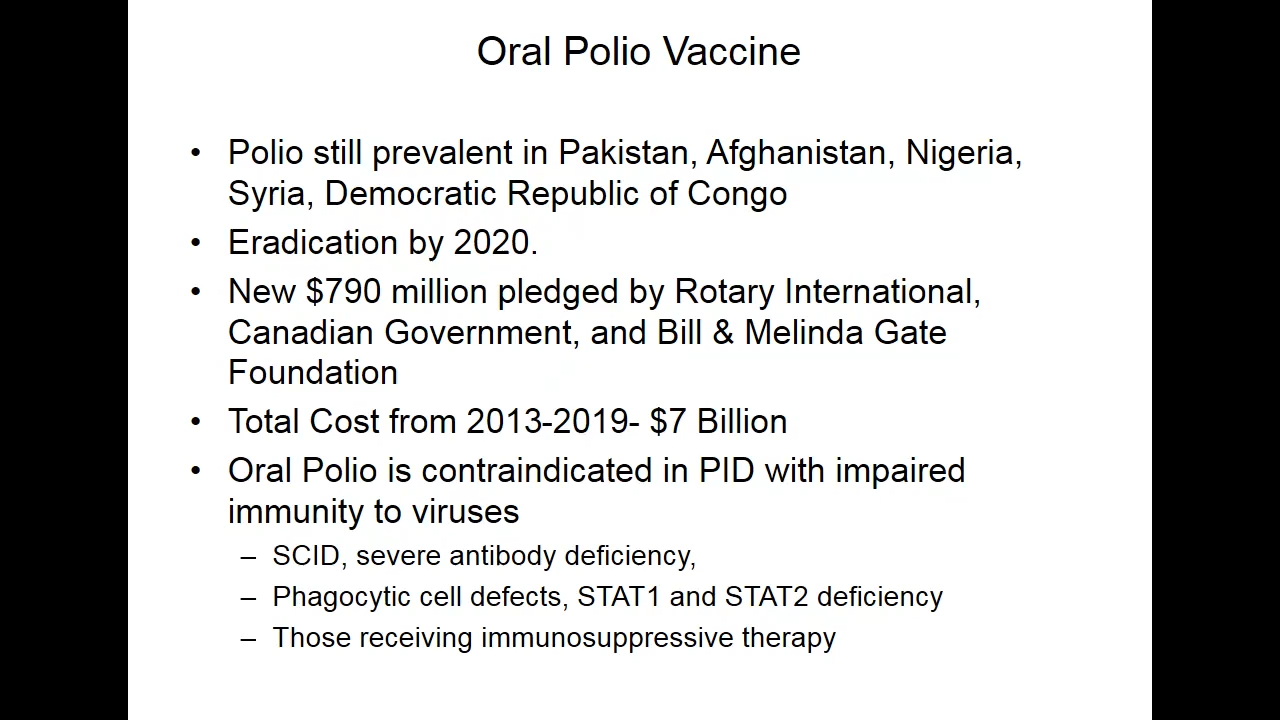 Oral Polio Vaccine
• Polio still prevalent in Pakistan, Afghanistan, Nigeria,
Syria, Democratic Republic of Congo
• Eradication by 2020.
• New $790 million pledged by Rotary International,
Canadian Government, and Bill & Melinda Gate
Foundation
• Total Cost from 2013-2019- $7 Billion
• Oral Polio is contraindicated in PID with impaired
immunity to viruses
– SCID, severe antibody deficiency,
– Phagocytic cell defects, STAT1 and STAT2 deficiency
– Those receiving immunosuppressive therapy